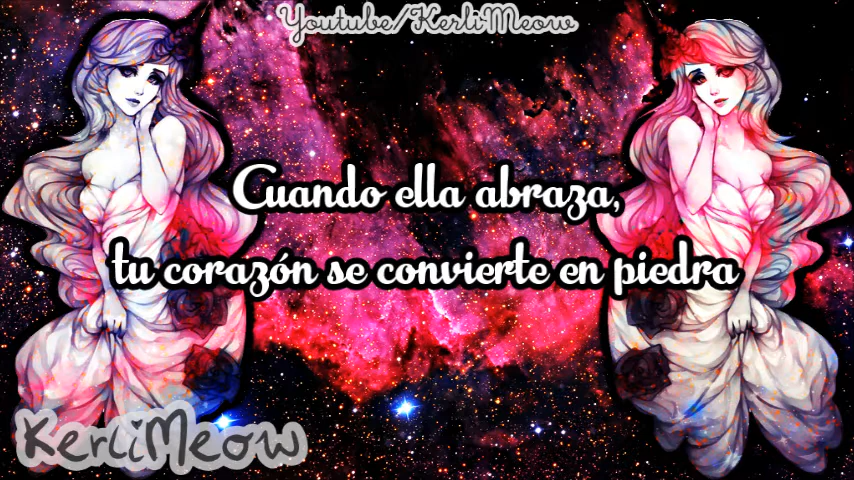 Youtube/KerliMeow
Cuando ella abraza,
tu corazón se convierte en piedra
KerliMeow